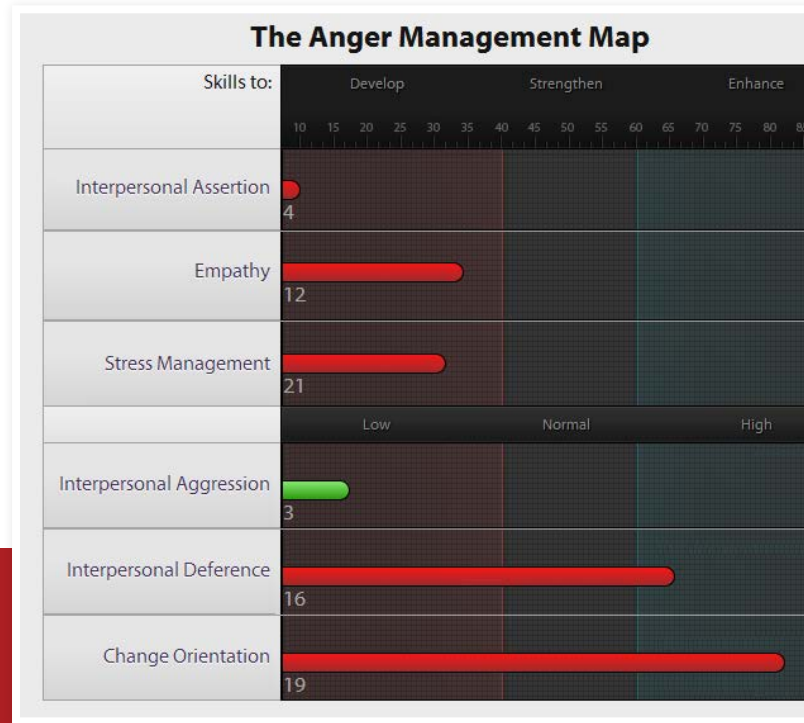 The Anger Management Map
Skills to: Develop Strengthen Enhance
10 15 20 25 30 35 40 45 50 55 60 65 70 75 80
Interpersonal Assertion
4
Empathy
12
Stress Management
21
Low Normal High
Interpersonal Aggression
3
Interpersonal Deference
16
Change Orientation
19